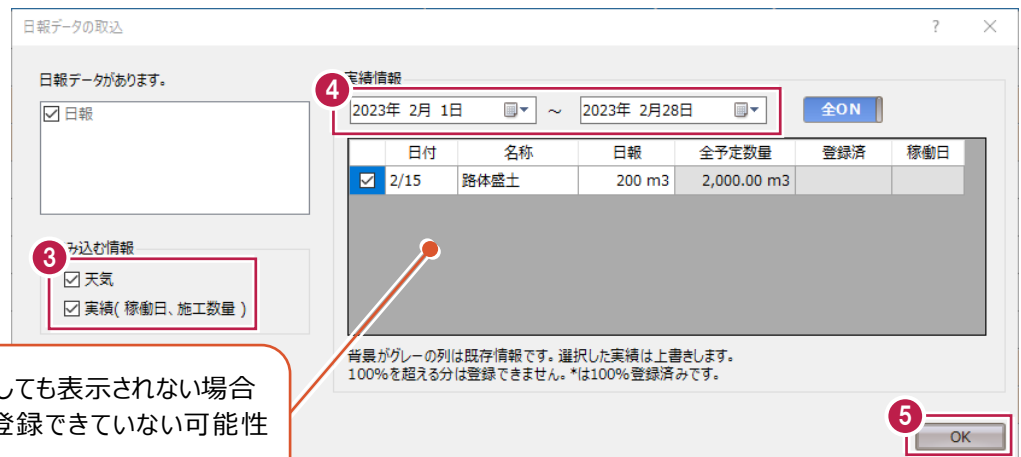 日報データの取込
?
日報データがあります。
日報
3
み込む情報
天気
実績( 稼働日、施工数量 )
4
実績情報
2023年 2月 1日 ～ 2023年 2月28日
全ON
日付 名称 日報 全予定数量 登録済 稼働日
2/15 路体盛土 200 m3 2,000.00 m3
背景がグレーの列は既存情報です。選択した実績は上書きします。
100%を超える分は登録できません。*は100%登録済みです。
しても表示されない場合
登録できていない可能性
5
OK